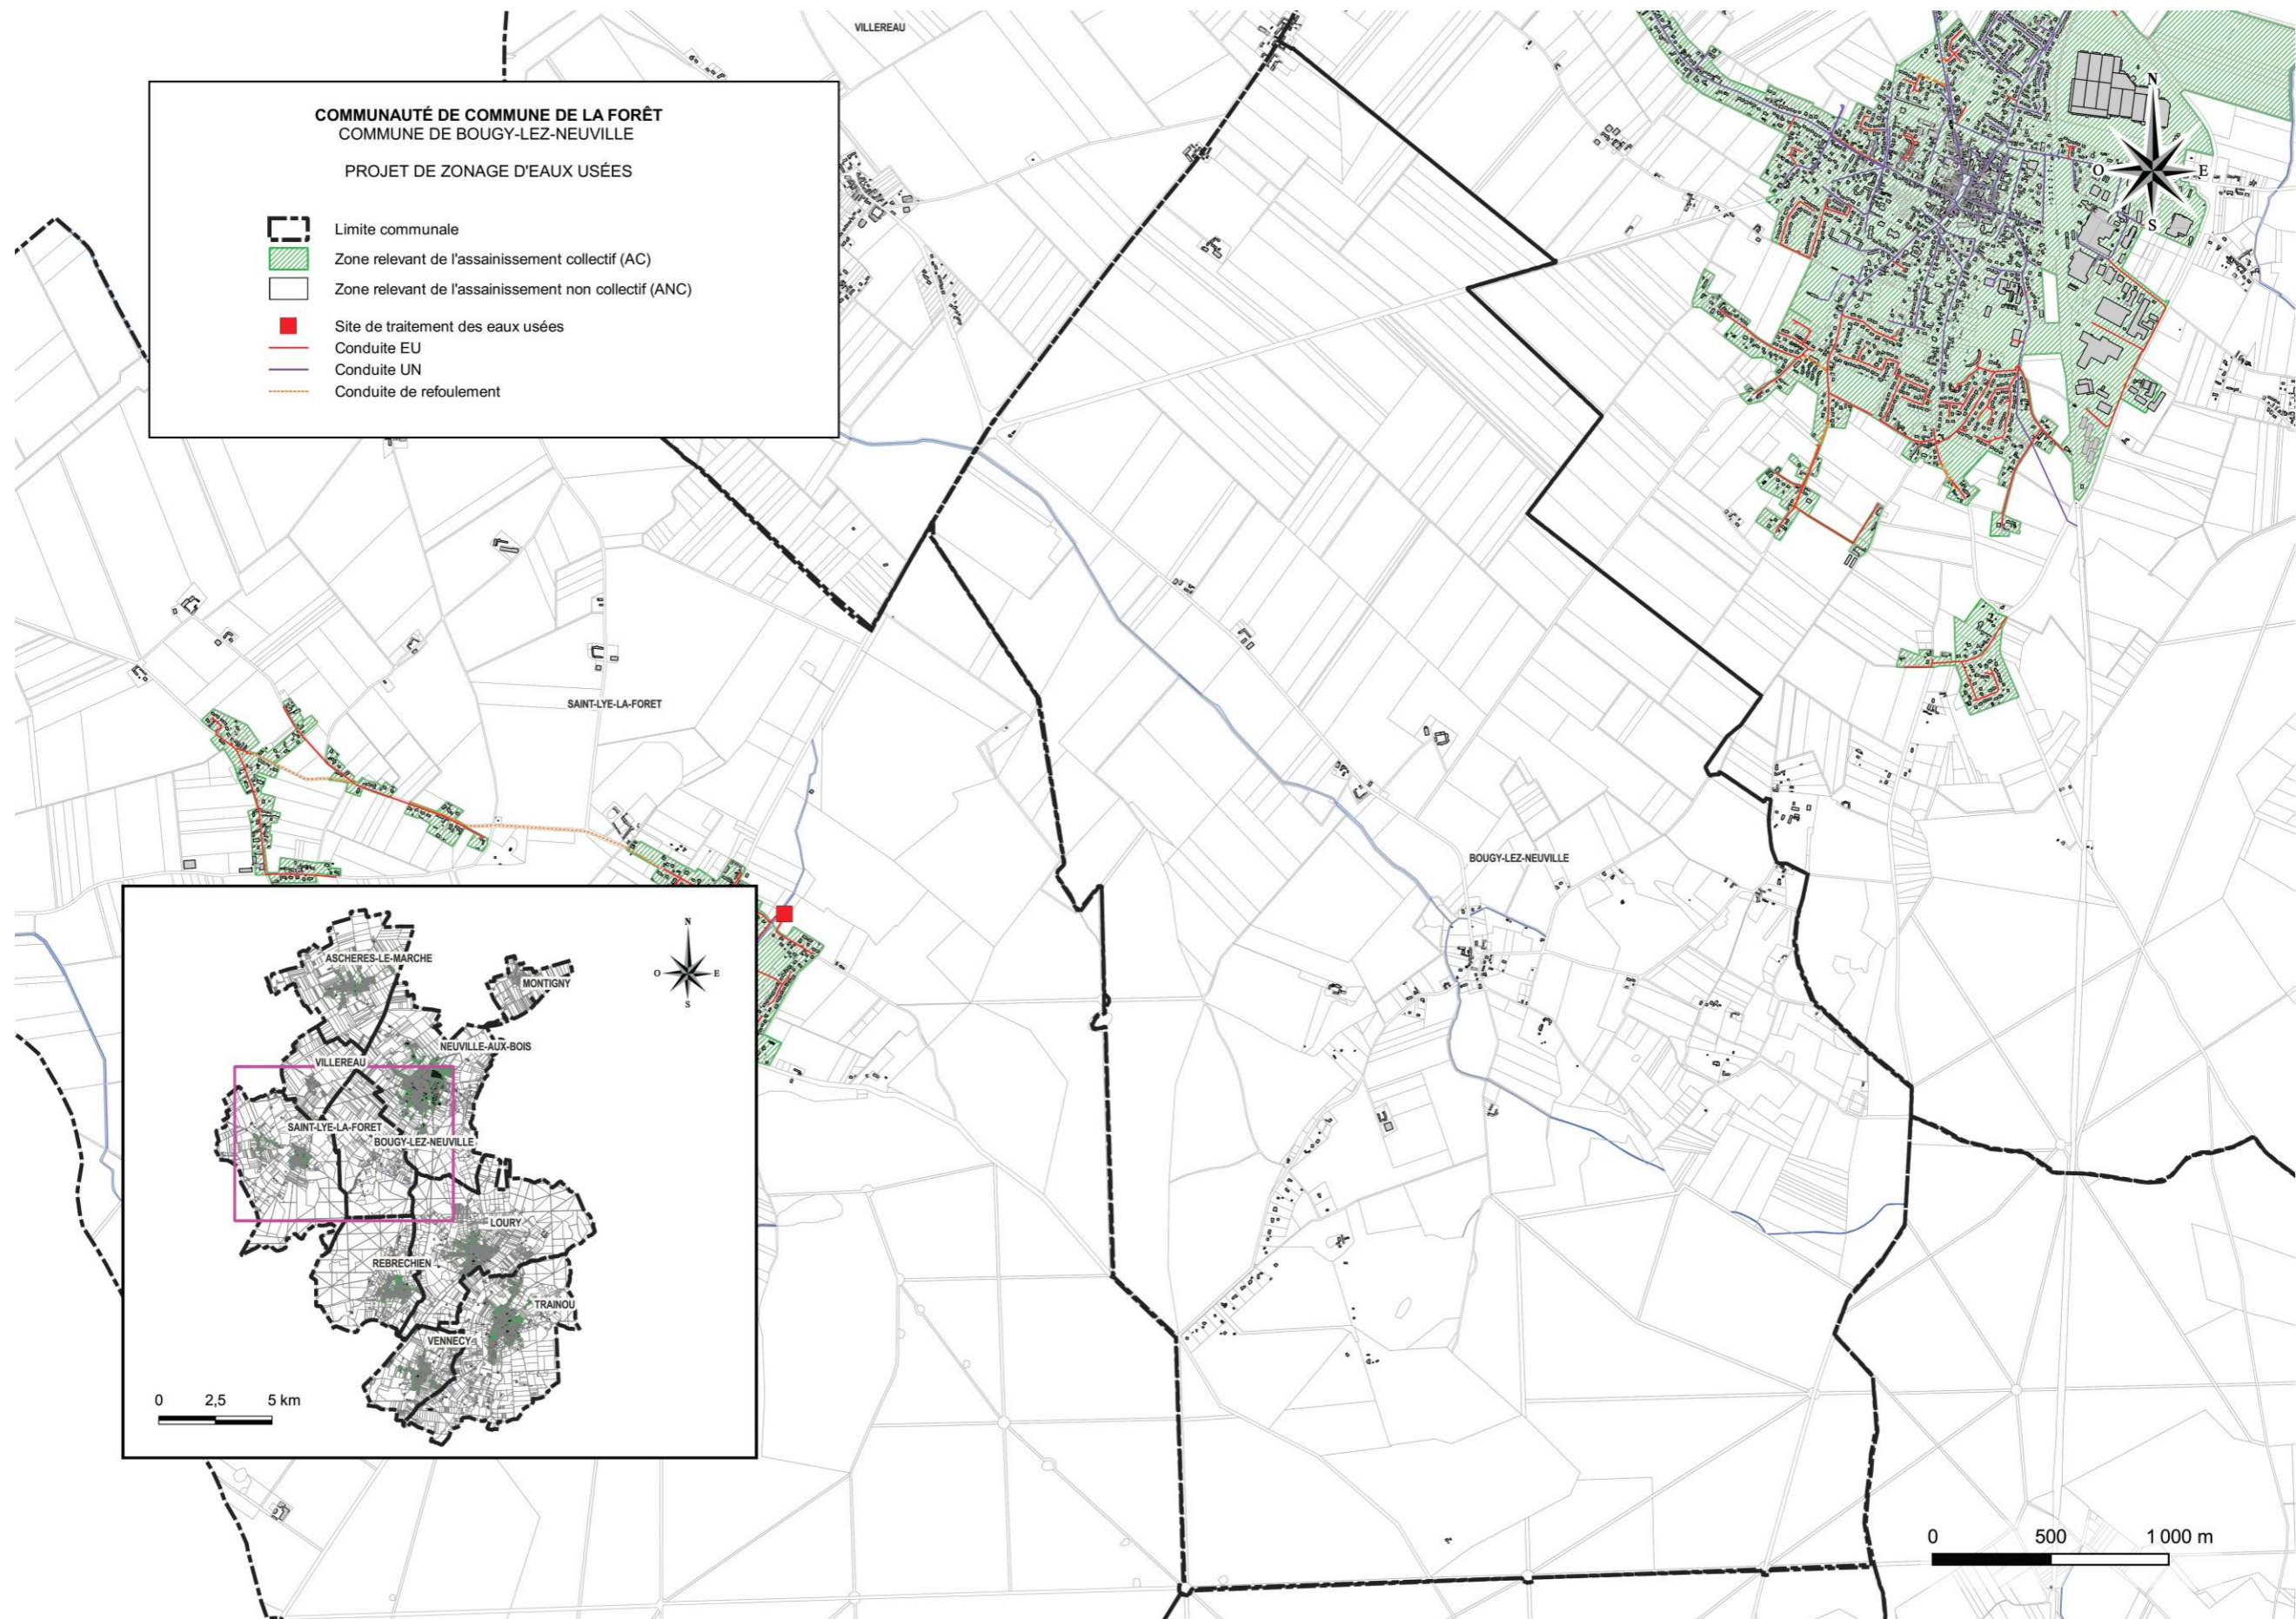 VILLEREAU
COMMUNAUTÉ DE COMMUNE DE LA FORÊT
COMMUNE DE BOUGY-LEZ-NEUVILLE
PROJET DE ZONAGE D'EAUX USÉES
Limite communale
Zone relevant de l'assainissement collectif (AC)
Zone relevant de l'assainissement non collectif (ANC)
Site de traitement des eaux usées
Conduite EU
Conduite UN
Conduite de refoulement
N
O
E
S
SAINT-LYE-LA-FORET
BOUGY-LEZ-NEUVILLE
ASCHERES-LE-MARCHE
MONTIGNY
NEUVILLE-AUX-BOIS
VILLEREAU
SAINT-LYE-LA-FORET
BOUGY-LEZ-NEUVILLE
LOURY
REBRECHIEN
TRAINOU
VENNECY
N
O
E
S
0 2,5 5 km
0 500 1 000 m